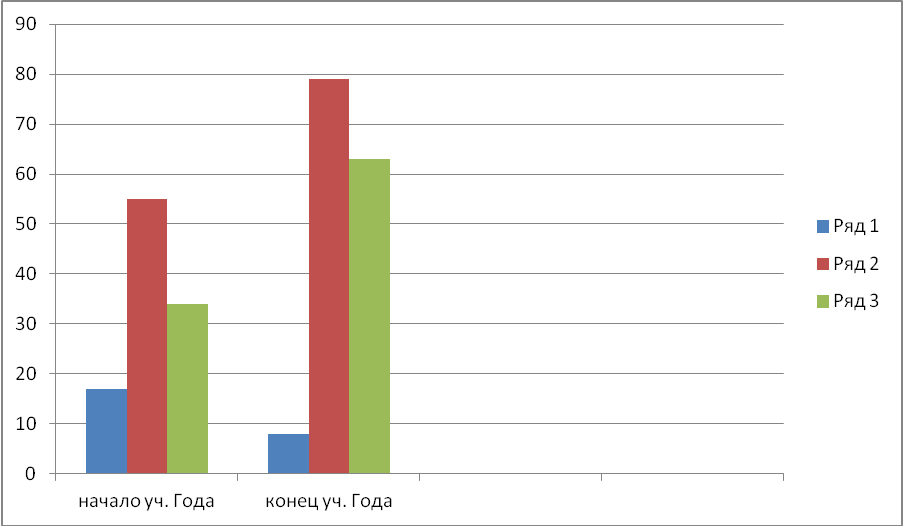 90
80
70
60
50
40
30
20
10
0
начало уч. Года
конец уч. Года
Ряд 1
Ряд 2
Ряд 3